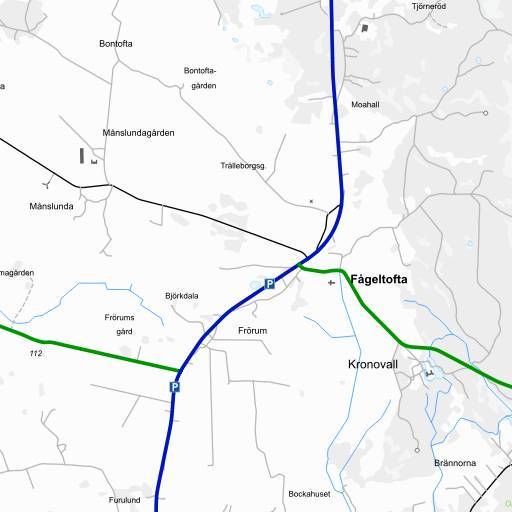 Tjörneröd
Bontofta
Bontofta-
gården
a
Moahall
Månslundagården
Trälleborgsg.
Månslunda
magården
Fågeltofta
P
Björkdala
Frörums
gård
Frörum
112
Kronovall
P
Brännorna
Furulund
Bockahuset